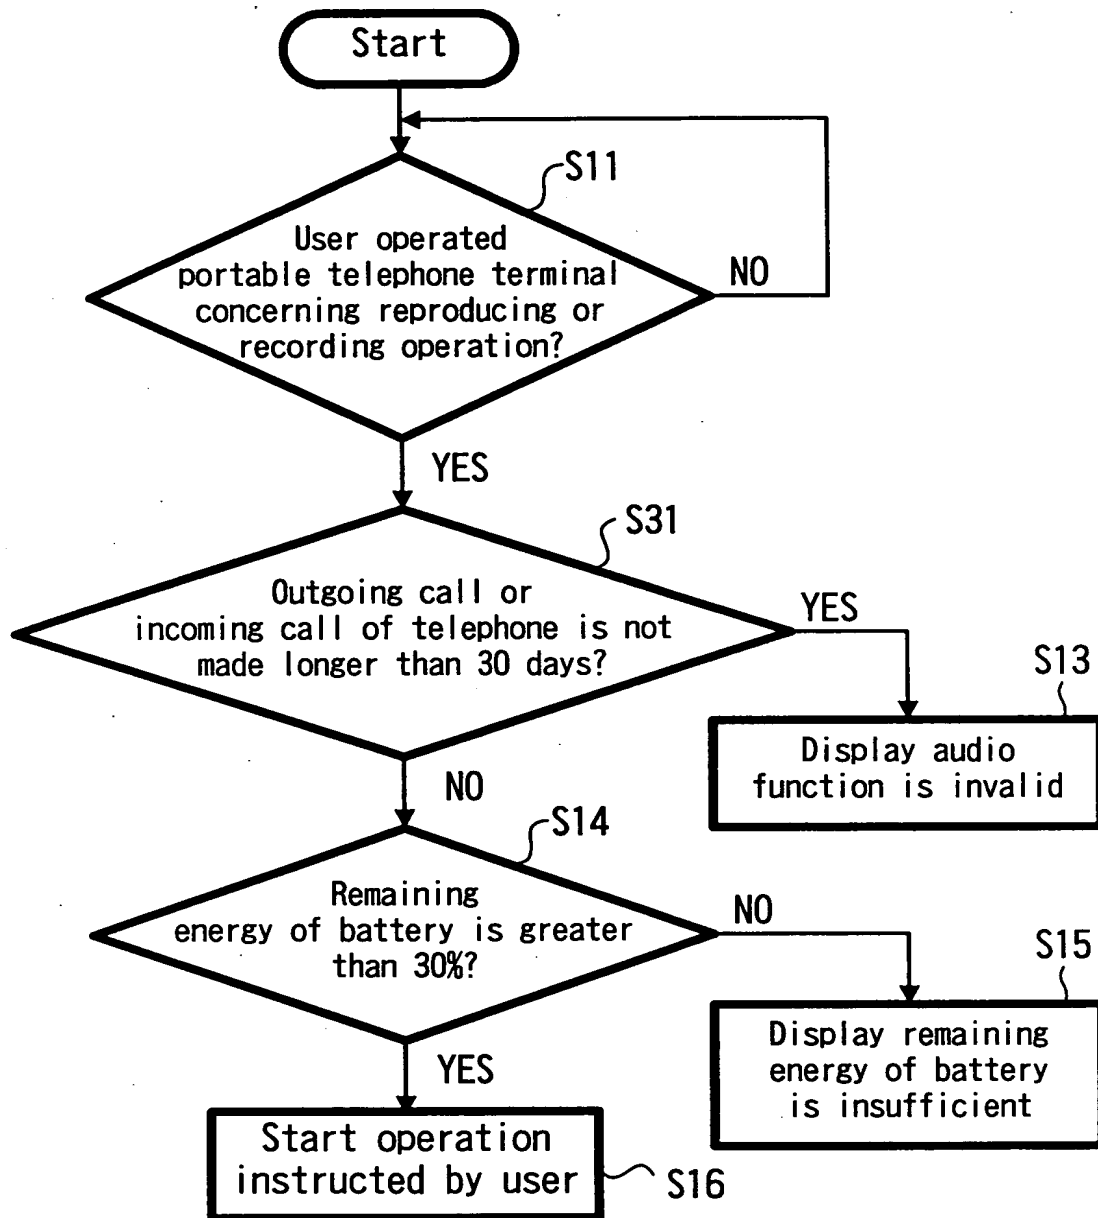 Start
S11
User operated
portable telephone terminal
concerning reproducing or
recording operation?
NO
YES
S31
Outgoing call or
incoming call of telephone is not
made longer than 30 days?
YES
S13
Display audio
function is invalid
NO
S14
Remaining
energy of battery is greater
than 30%?
NO
S15
Display remaining
energy of battery
is insufficient
YES
Start operation
instructed by user
S16